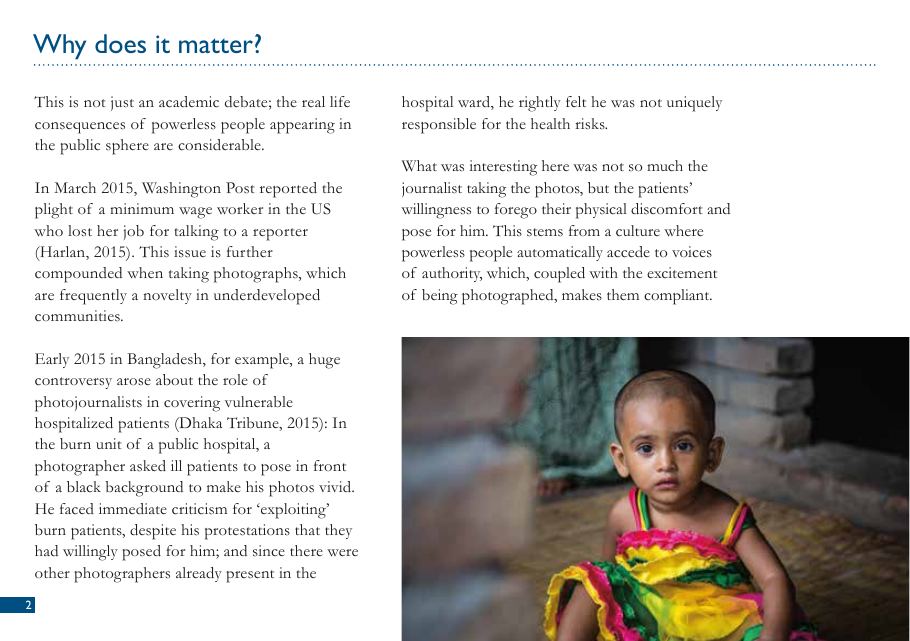 Why does it matter?
This is not just an academic debate; the real life
consequences of powerless people appearing in
the public sphere are considerable.
In March 2015, Washington Post reported the
plight of a minimum wage worker in the US
who lost her job for talking to a reporter
(Harlan, 2015). This issue is further
compounded when taking photographs, which
are frequently a novelty in underdeveloped
communities.
Early 2015 in Bangladesh, for example, a huge
controversy arose about the role of
photojournalists in covering vulnerable
hospitalized patients (Dhaka Tribune, 2015): In
the burn unit of a public hospital, a
photographer asked ill patients to pose in front
of a black background to make his photos vivid.
He faced immediate criticism for ‘exploiting’
burn patients, despite his protestations that they
had willingly posed for him; and since there were
other photographers already present in the
hospital ward, he rightly felt he was not uniquely
responsible for the health risks.
What was interesting here was not so much the
journalist taking the photos, but the patients’
willingness to forego their physical discomfort and
pose for him. This stems from a culture where
powerless people automatically accede to voices
of authority, which, coupled with the excitement
of being photographed, makes them compliant.
2